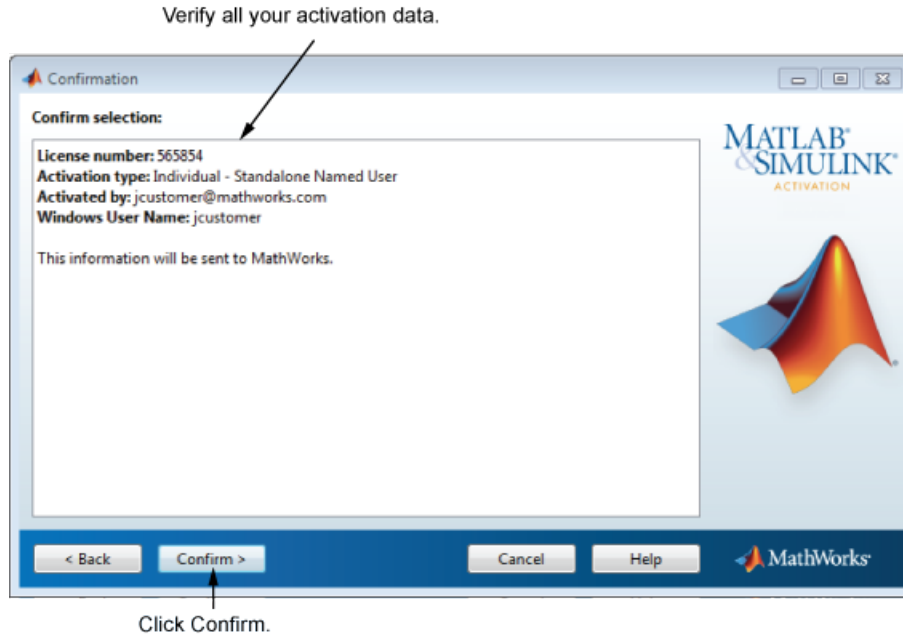 Verify all your activation data.
Confirmation
Confirm selection:
License number: 565854
Activation type: Individual - Standalone Named User
Activated by: jcustomer@mathworks.com
Windows User Name: jcustomer
This information will be sent to MathWorks.
MATLAB®
&SIMULINK®
ACTIVATION
< Back
Confirm >
Cancel
Help
MathWorks®
Click Confirm.